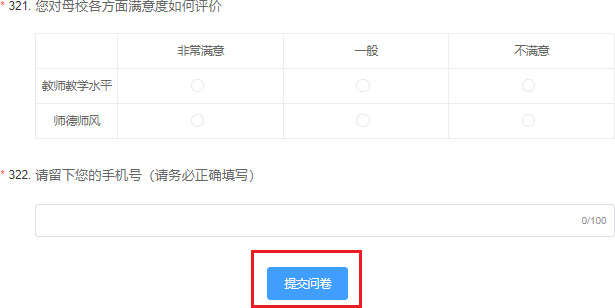 * 321. 您对母校各方面满意度如何评价
非常满意 一般 不满意
教师教学水平
师德师风
* 322. 请留下您的手机号（请务必正确填写）
0/100
提交问卷